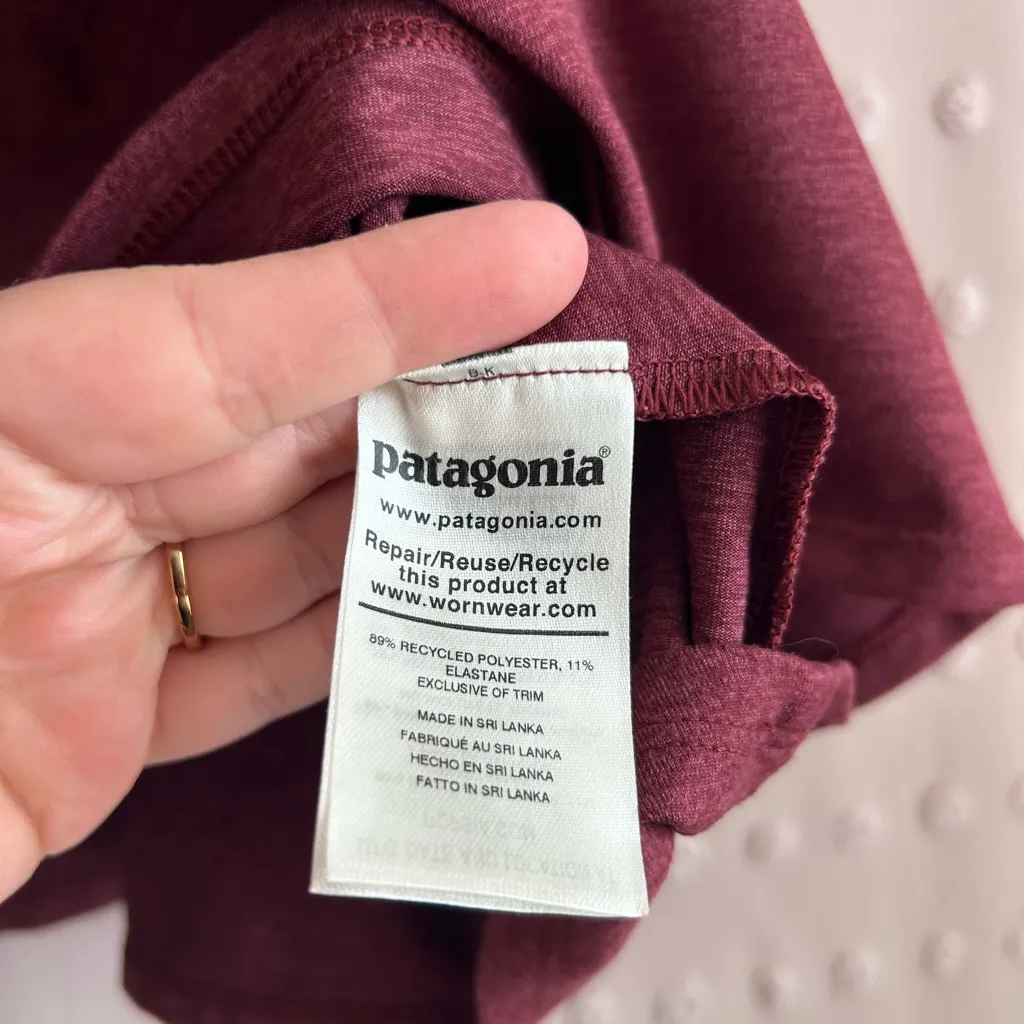 patagonia®
www.patagonia.com
Repair/Reuse/Recycle
this product at
www.wornwear.com
89% RECYCLED POLYESTER, 11%
ELASTANE
EXCLUSIVE OF TRIM
MADE IN SRI LANKA
FABRIQUÉ AU SRI LANKA
HECHO EN SRI LANKA
FATTO IN SRI LANKA